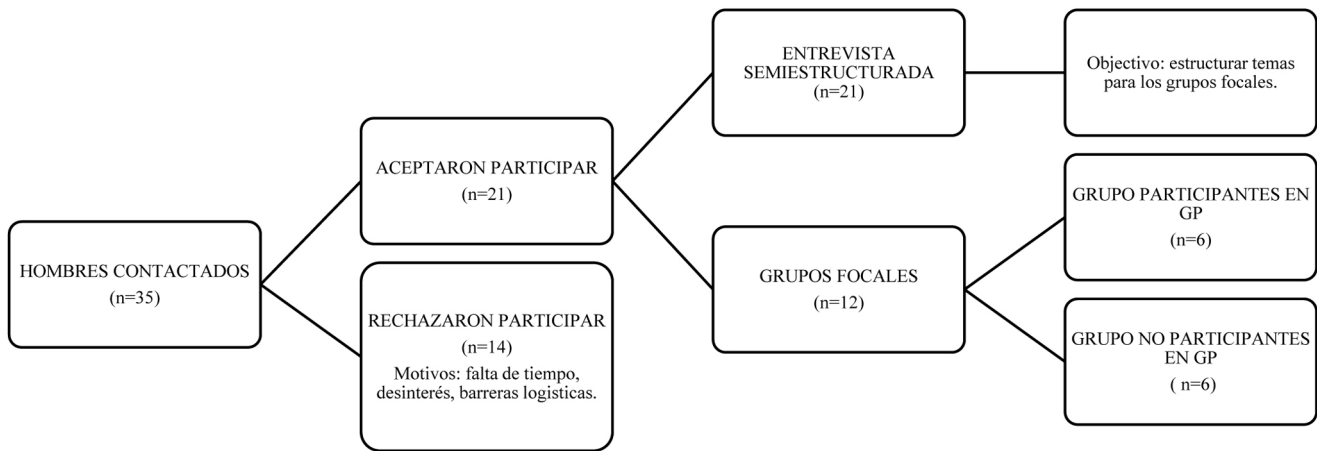 HOMBRES CONTACTADOS
(n=35)
ACEPTARON PARTICIPAR
(n=21)
RECHAZARON PARTICIPAR
(n=14)
Motivos: falta de tiempo,
desinterés, barreras logisticas.
ENTREVISTA
SEMIESTRUCTURADA
(n=21)
Objectivo: estructurar temas
para los grupos focales.
GRUPOS FOCALES
(n=12)
GRUPO PARTICIPANTES EN
GP
(n=6)
GRUPO NO PARTICIPANTES
EN GP
( n=6)